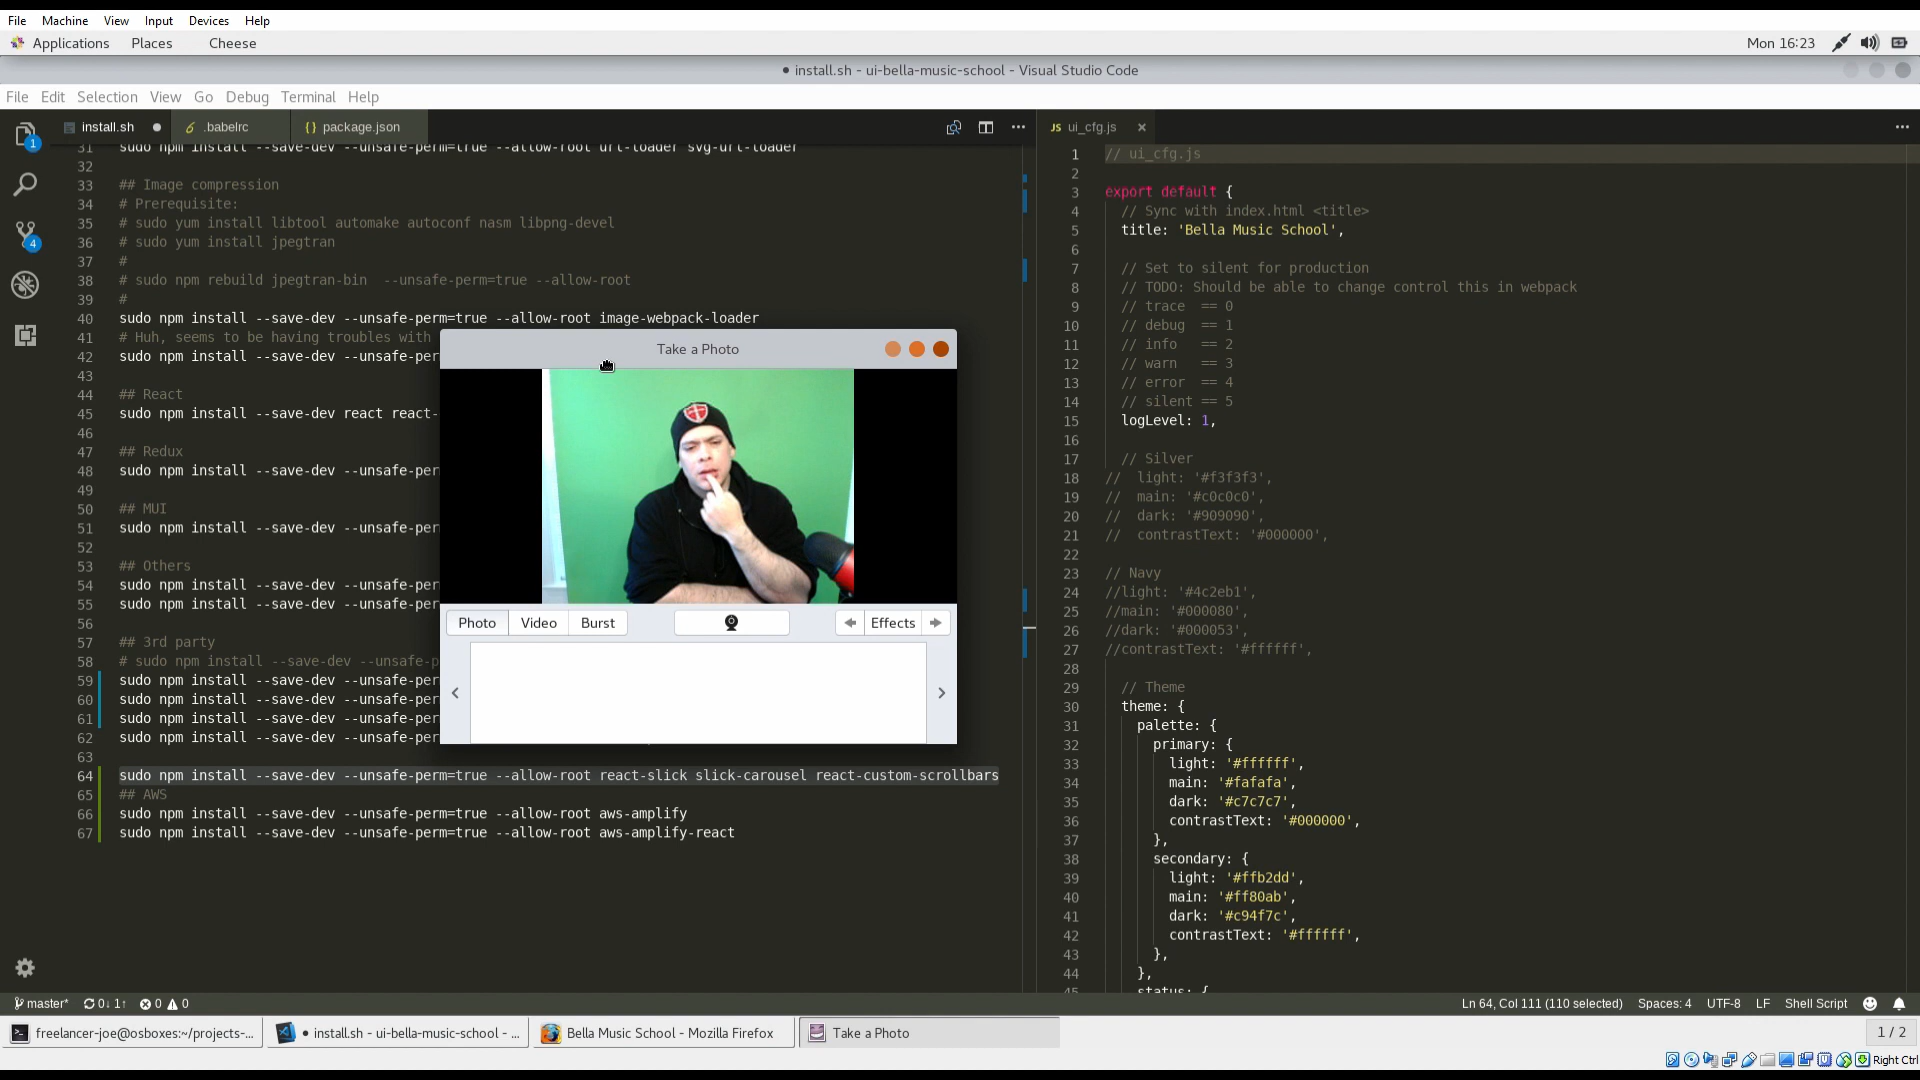 File Machine View Input Devices Help
Applications Places Cheese Mon 16:23
● install.sh - ui-bella-music-school - Visual Studio Code
File Edit Selection View Go Debug Terminal Help
install.sh .babelrc {} package.json
31 sudo npm install --save-dev --unsafe-perm=true --allow-root url-loader svg-url-loader
32
33 ## Image compression
34 # Prerequisite:
35 # sudo yum install libtool automake autoconf nasm libpng-devel
36 # sudo yum install jpegtran
37 #
38 # sudo npm rebuild jpegtran-bin  --unsafe-perm=true --allow-root
39 #
40 sudo npm install --save-dev --unsafe-perm=true --allow-root image-webpack-loader
41 # Huh, seems to be having troubles with
42 sudo npm install --save-dev --unsafe-per
43
44 ## React
45 sudo npm install --save-dev react react-
46
47 ## Redux
48 sudo npm install --save-dev --unsafe-per
49
50 ## MUI
51 sudo npm install --save-dev --unsafe-per
52
53 ## Others
54 sudo npm install --save-dev --unsafe-per
55 sudo npm install --save-dev --unsafe-per
56
57 ## 3rd party
58 # sudo npm install --save-dev --unsafe-p
59 sudo npm install --save-dev --unsafe-per
60 sudo npm install --save-dev --unsafe-per
61 sudo npm install --save-dev --unsafe-per
62 sudo npm install --save-dev --unsafe-per
63
64 sudo npm install --save-dev --unsafe-perm=true --allow-root react-slick slick-carousel react-custom-scrollbars
65 ## AWS
66 sudo npm install --save-dev --unsafe-perm=true --allow-root aws-amplify
67 sudo npm install --save-dev --unsafe-perm=true --allow-root aws-amplify-react
1
4
Take a Photo
Photo Video Burst Effects
JS ui_cfg.js
1 // ui_cfg.js
2
3 export default {
4 // Sync with index.html <title>
5 title: 'Bella Music School',
6
7 // Set to silent for production
8 // TODO: Should be able to change control this in webpack
9 // trace  == 0
10 // debug  == 1
11 // info   == 2
12 // warn   == 3
13 // error  == 4
14 // silent == 5
15 logLevel: 1,
16
17 // Silver
18 //  light: '#f3f3f3',
19 //  main: '#c0c0c0',
20 //  dark: '#909090',
21 //  contrastText: '#000000',
22
23 // Navy
24 //light: '#4c2eb1',
25 //main: '#000080',
26 //dark: '#000053',
27 //contrastText: '#ffffff',
28
29 // Theme
30 theme: {
31 palette: {
32 primary: {
33 light: '#ffffff',
34 main: '#fafafa',
35 dark: '#c7c7c7',
36 contrastText: '#000000',
37 },
38 secondary: {
39 light: '#ffb2dd',
40 main: '#ff80ab',
41 dark: '#c94f7c',
42 contrastText: '#ffffff',
43 },
44 },
45 status: {
master* 0↓ 1↑ 0 0 Ln 64, Col 111 (110 selected) Spaces: 4 UTF-8 LF Shell Script
freelancer-joe@osboxes:~/projects-... ● install.sh - ui-bella-music-school - ... Bella Music School - Mozilla Firefox Take a Photo 1 / 2
Right Ctrl